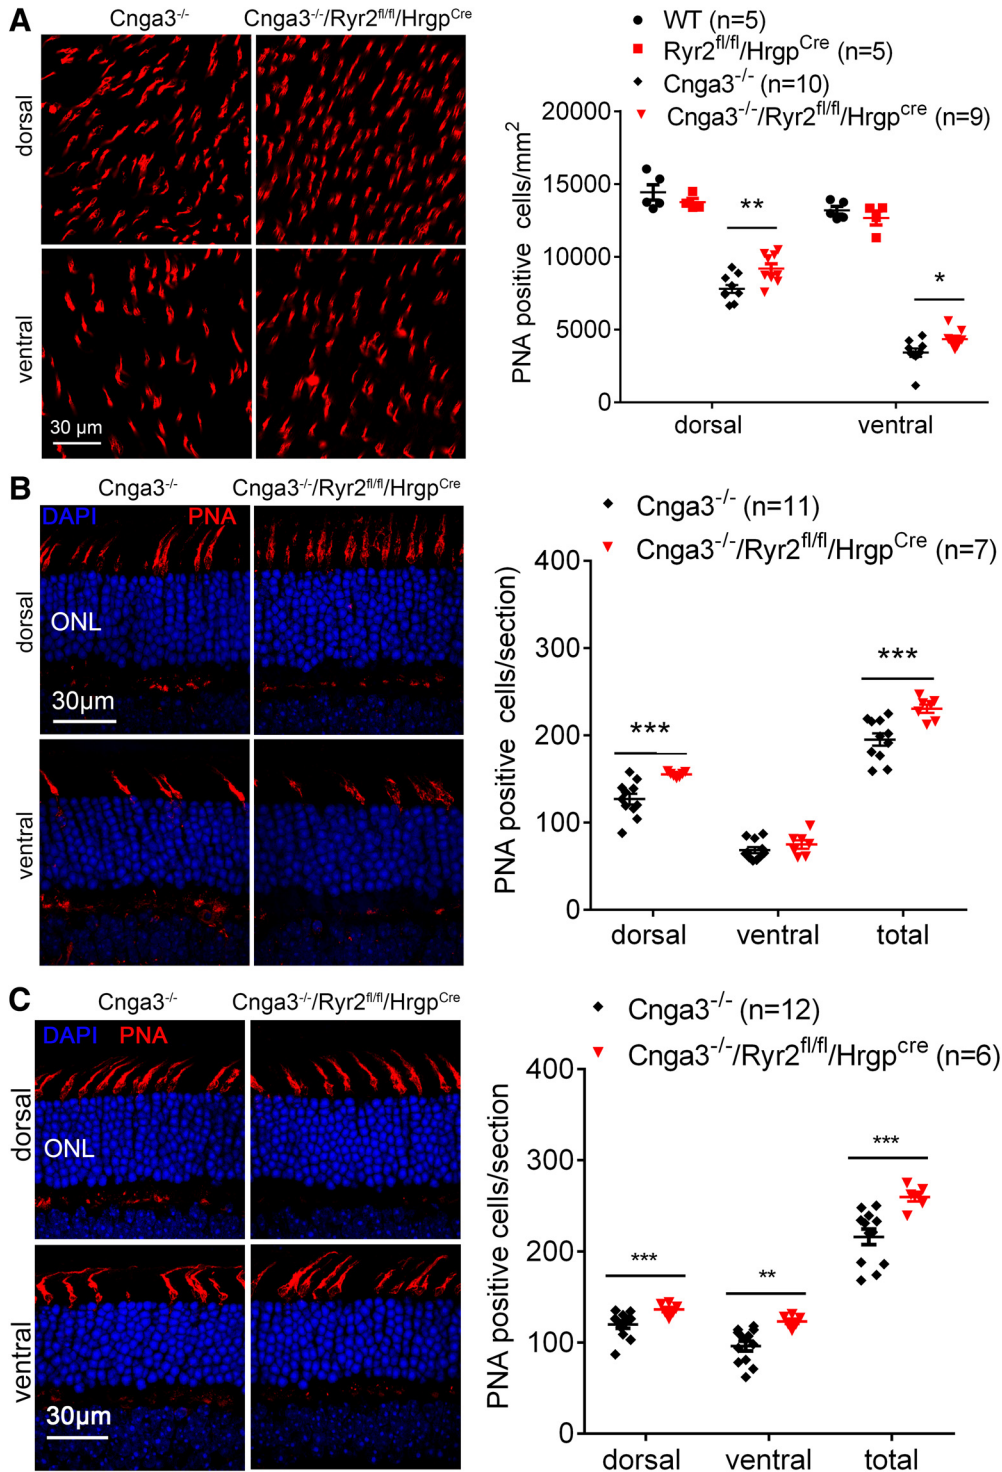 A
Cnga3-/-
Cnga3-/-/Ryr2fl/fl/HrgpCre
dorsal
ventral
30 µm
WT (n=5)
Ryr2fl/fl/HrgpCre (n=5)
Cnga3-/- (n=10)
Cnga3-/-/Ryr2fl/fl/Hrgpcre (n=9)
PNA positive cells/mm2
20000
15000
10000
5000
0
**
*
dorsal
ventral
B
Cnga3-/-
Cnga3-/-/Ryr2fl/fl/HrgpCre
DAPI
PNA
dorsal
ONL
30µm
ventral
Cnga3-/- (n=11)
Cnga3-/-/Ryr2fl/fl/HrgpCre (n=7)
PNA positive cells/section)
400
300
200
100
0
***
***
dorsal
ventral
total
C
Cnga3-/-
Cnga3-/-/Ryr2fl/fl/HrgpCre
DAPI
PNA
dorsal
ONL
ventral
30µm
Cnga3-/- (n=12)
Cnga3-/-/Ryr2fl/fl/Hrgpcre (n=6)
PNA positive cells/section
400
300
200
100
0
***
**
***
dorsal
ventral
total